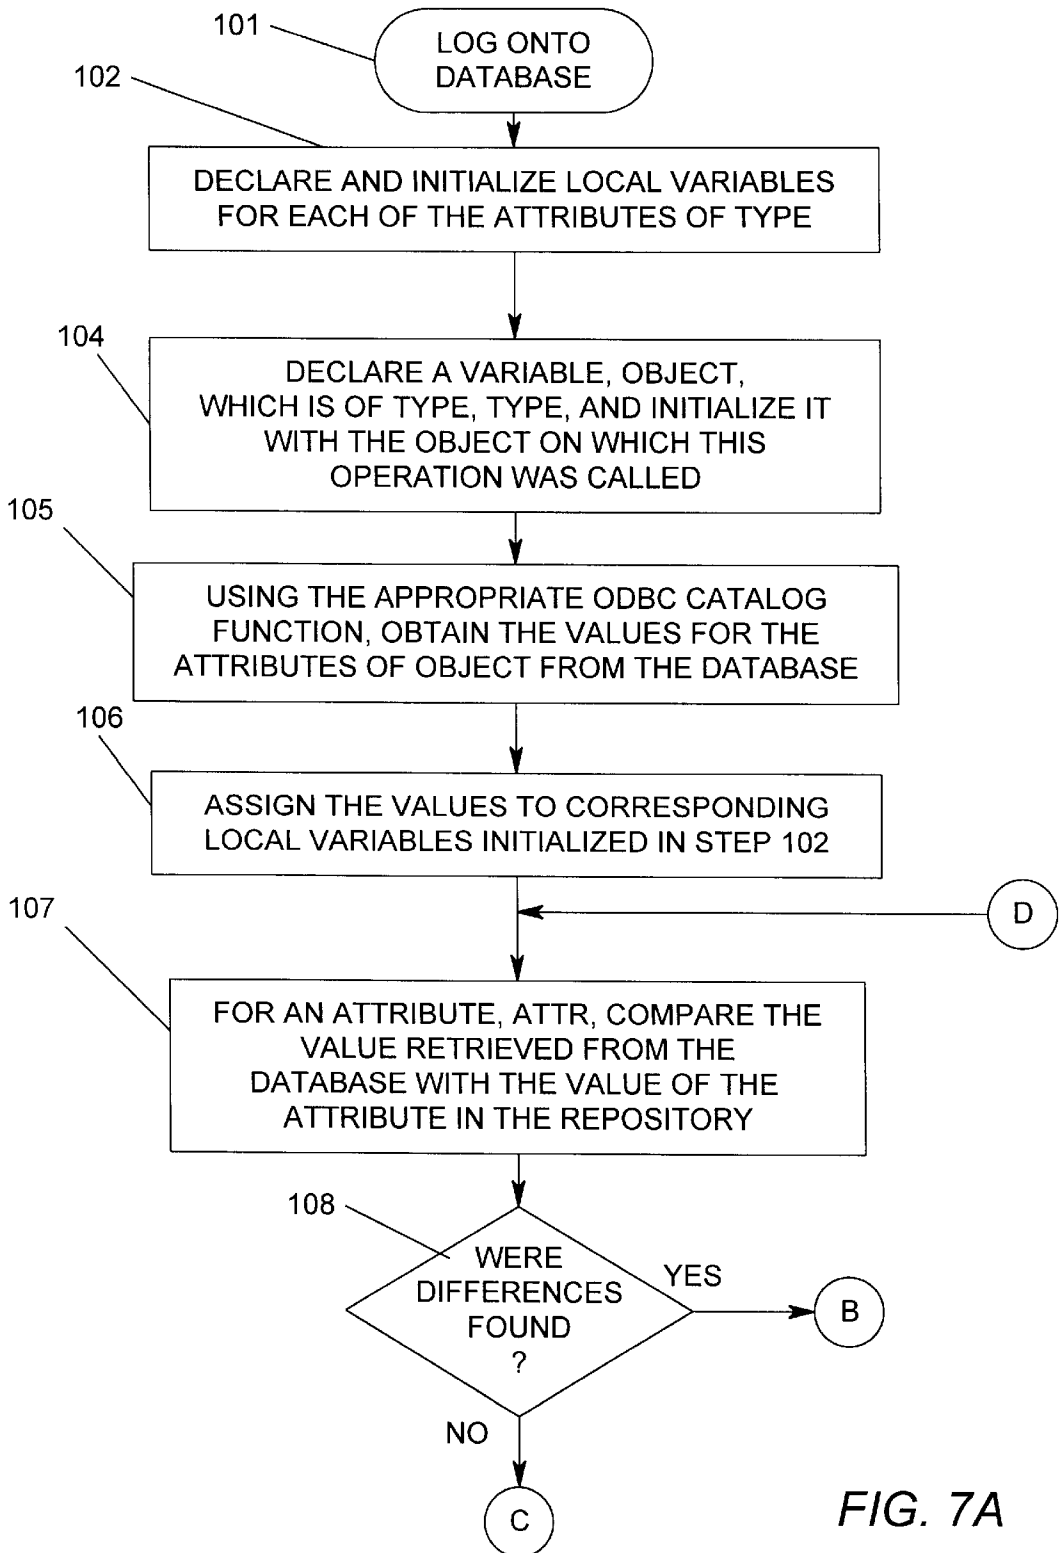 101
LOG ONTO
DATABASE
102
DECLARE AND INITIALIZE LOCAL VARIABLES
FOR EACH OF THE ATTRIBUTES OF TYPE
104
DECLARE A VARIABLE, OBJECT,
WHICH IS OF TYPE, TYPE, AND INITIALIZE IT
WITH THE OBJECT ON WHICH THIS
OPERATION WAS CALLED
105
USING THE APPROPRIATE ODBC CATALOG
FUNCTION, OBTAIN THE VALUES FOR THE
ATTRIBUTES OF OBJECT FROM THE DATABASE
106
ASSIGN THE VALUES TO CORRESPONDING
LOCAL VARIABLES INITIALIZED IN STEP 102
107
D
FOR AN ATTRIBUTE, ATTR, COMPARE THE
VALUE RETRIEVED FROM THE
DATABASE WITH THE VALUE OF THE
ATTRIBUTE IN THE REPOSITORY
108
WERE
DIFFERENCES
FOUND
?
YES
B
NO
C
FIG. 7A